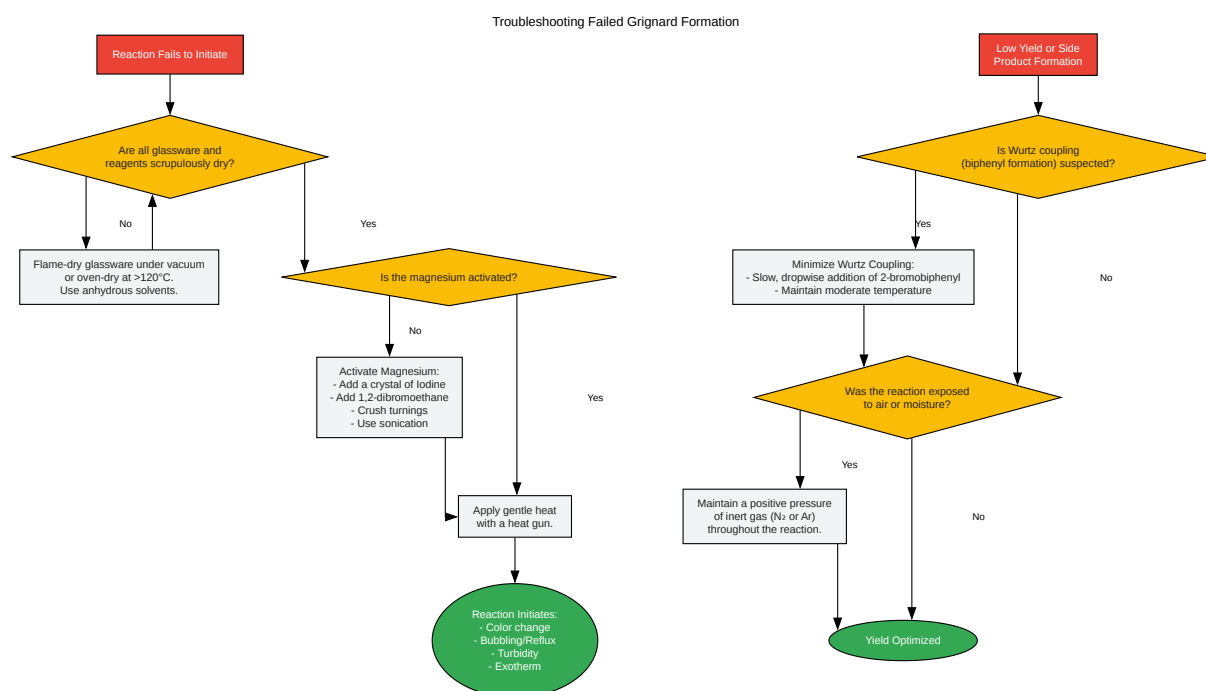 Troubleshooting Failed Grignard Formation
Reaction Fails to Initiate
Are all glassware and
reagents scrupulously dry?
No
Yes
Flame-dry glassware under vacuum
or oven-dry at >120°C.
Use anhydrous solvents.
Is the magnesium activated?
No
Yes
Activate Magnesium:
- Add a crystal of Iodine
- Add 1,2-dibromoethane
- Crush turnings
- Use sonication
Apply gentle heat
with a heat gun.
Reaction Initiates:
- Color change
- Bubbling/Reflux
- Turbidity
- Exotherm
Low Yield or Side
Product Formation
Is Wurtz coupling
(biphenyl formation) suspected?
Yes
No
Minimize Wurtz Coupling:
- Slow, dropwise addition of 2-bromobiphenyl
- Maintain moderate temperature
Was the reaction exposed
to air or moisture?
Yes
No
Maintain a positive pressure
of inert gas (N₂ or Ar)
throughout the reaction.
Yield Optimized